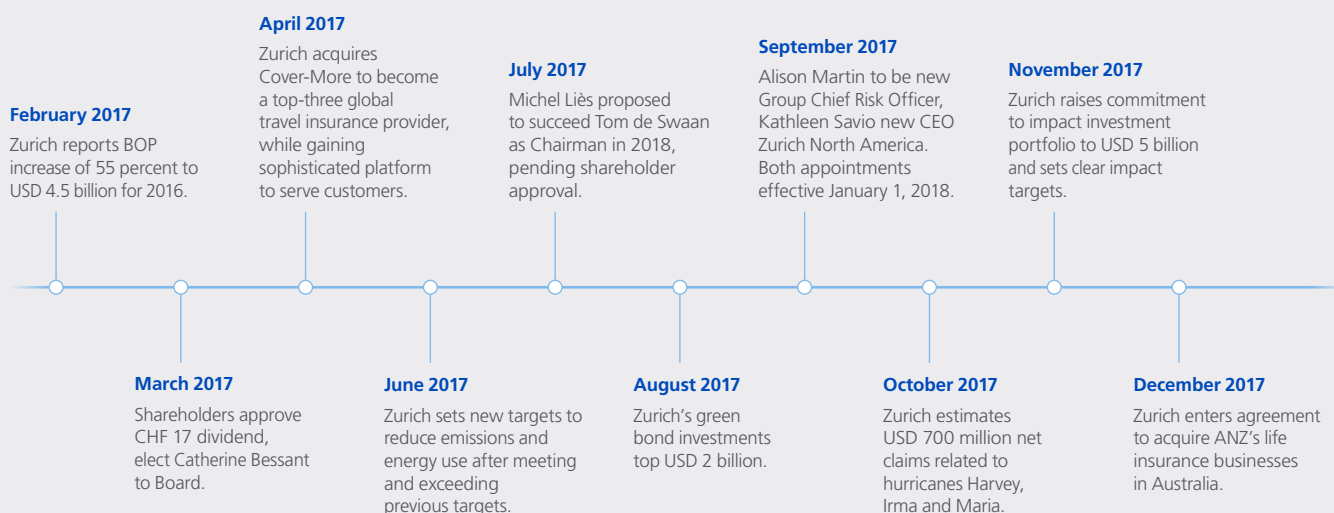 February 2017
Zurich reports BOP
increase of 55 percent to
USD 4.5 billion for 2016.
March 2017
Shareholders approve
CHF 17 dividend,
elect Catherine Bessant
to Board.
April 2017
Zurich acquires
Cover-More to become
a top-three global
travel insurance provider,
while gaining
sophisticated platform
to serve customers.
June 2017
Zurich sets new targets to
reduce emissions and
energy use after meeting
and exceeding
previous targets.
July 2017
Michel Liès proposed
to succeed Tom de Swaan
as Chairman in 2018,
pending shareholder
approval.
August 2017
Zurich’s green
bond investments
top USD 2 billion.
September 2017
Alison Martin to be new
Group Chief Risk Officer,
Kathleen Savio new CEO
Zurich North America.
Both appointments
effective January 1, 2018.
October 2017
Zurich estimates
USD 700 million net
claims related to
hurricanes Harvey,
Irma and Maria.
November 2017
Zurich raises commitment
to impact investment
portfolio to USD 5 billion
and sets clear impact
targets.
December 2017
Zurich enters agreement
to acquire ANZ’s life
insurance businesses
in Australia.